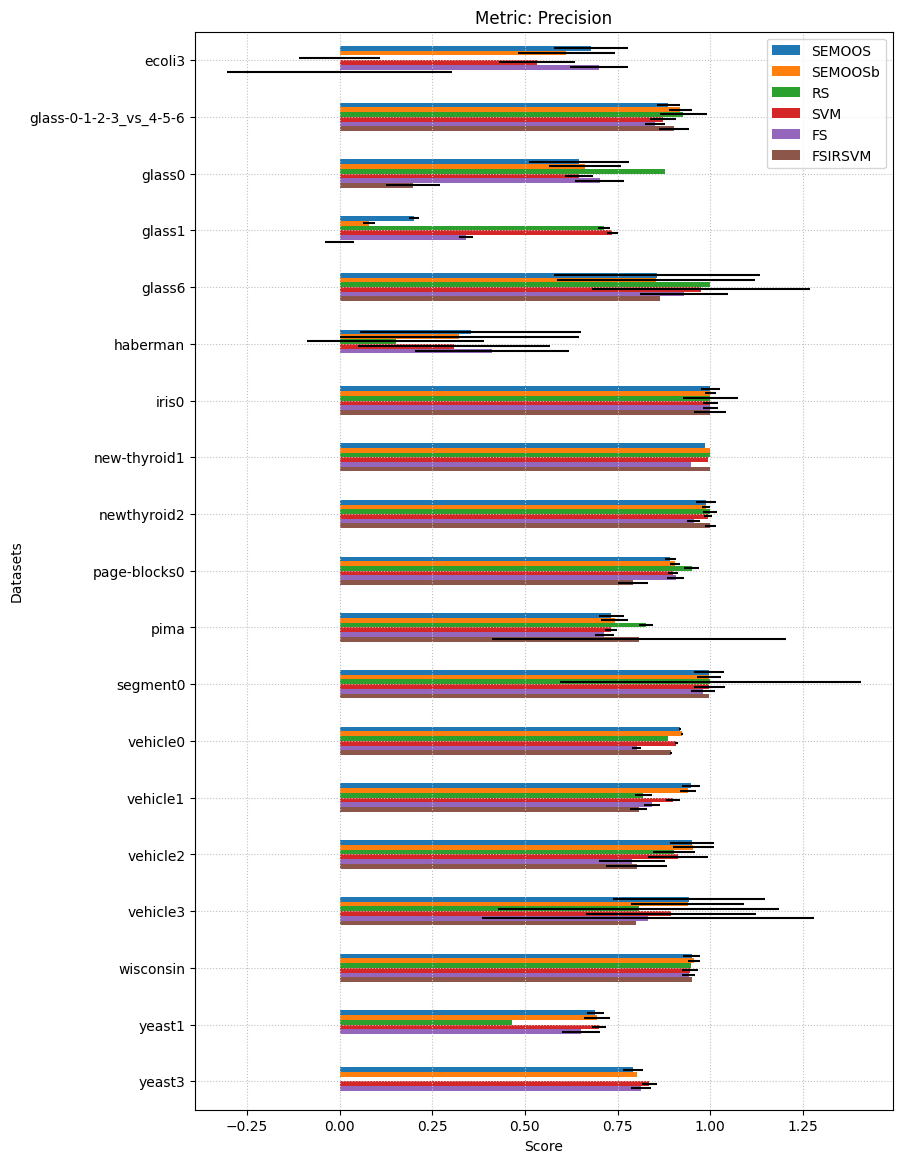 Metric: Precision
SEMOOS
SEMOOSb
RS
SVM
FS
FSIRSVM
ecoli3
glass-0-1-2-3_vs_4-5-6
glass0
glass1
glass6
haberman
iris0
new-thyroid1
newthyroid2
page-blocks0
pima
segment0
vehicle0
vehicle1
vehicle2
vehicle3
wisconsin
yeast1
yeast3
Datasets
−0.25 0.00 0.25 0.50 0.75 1.00 1.25
Score